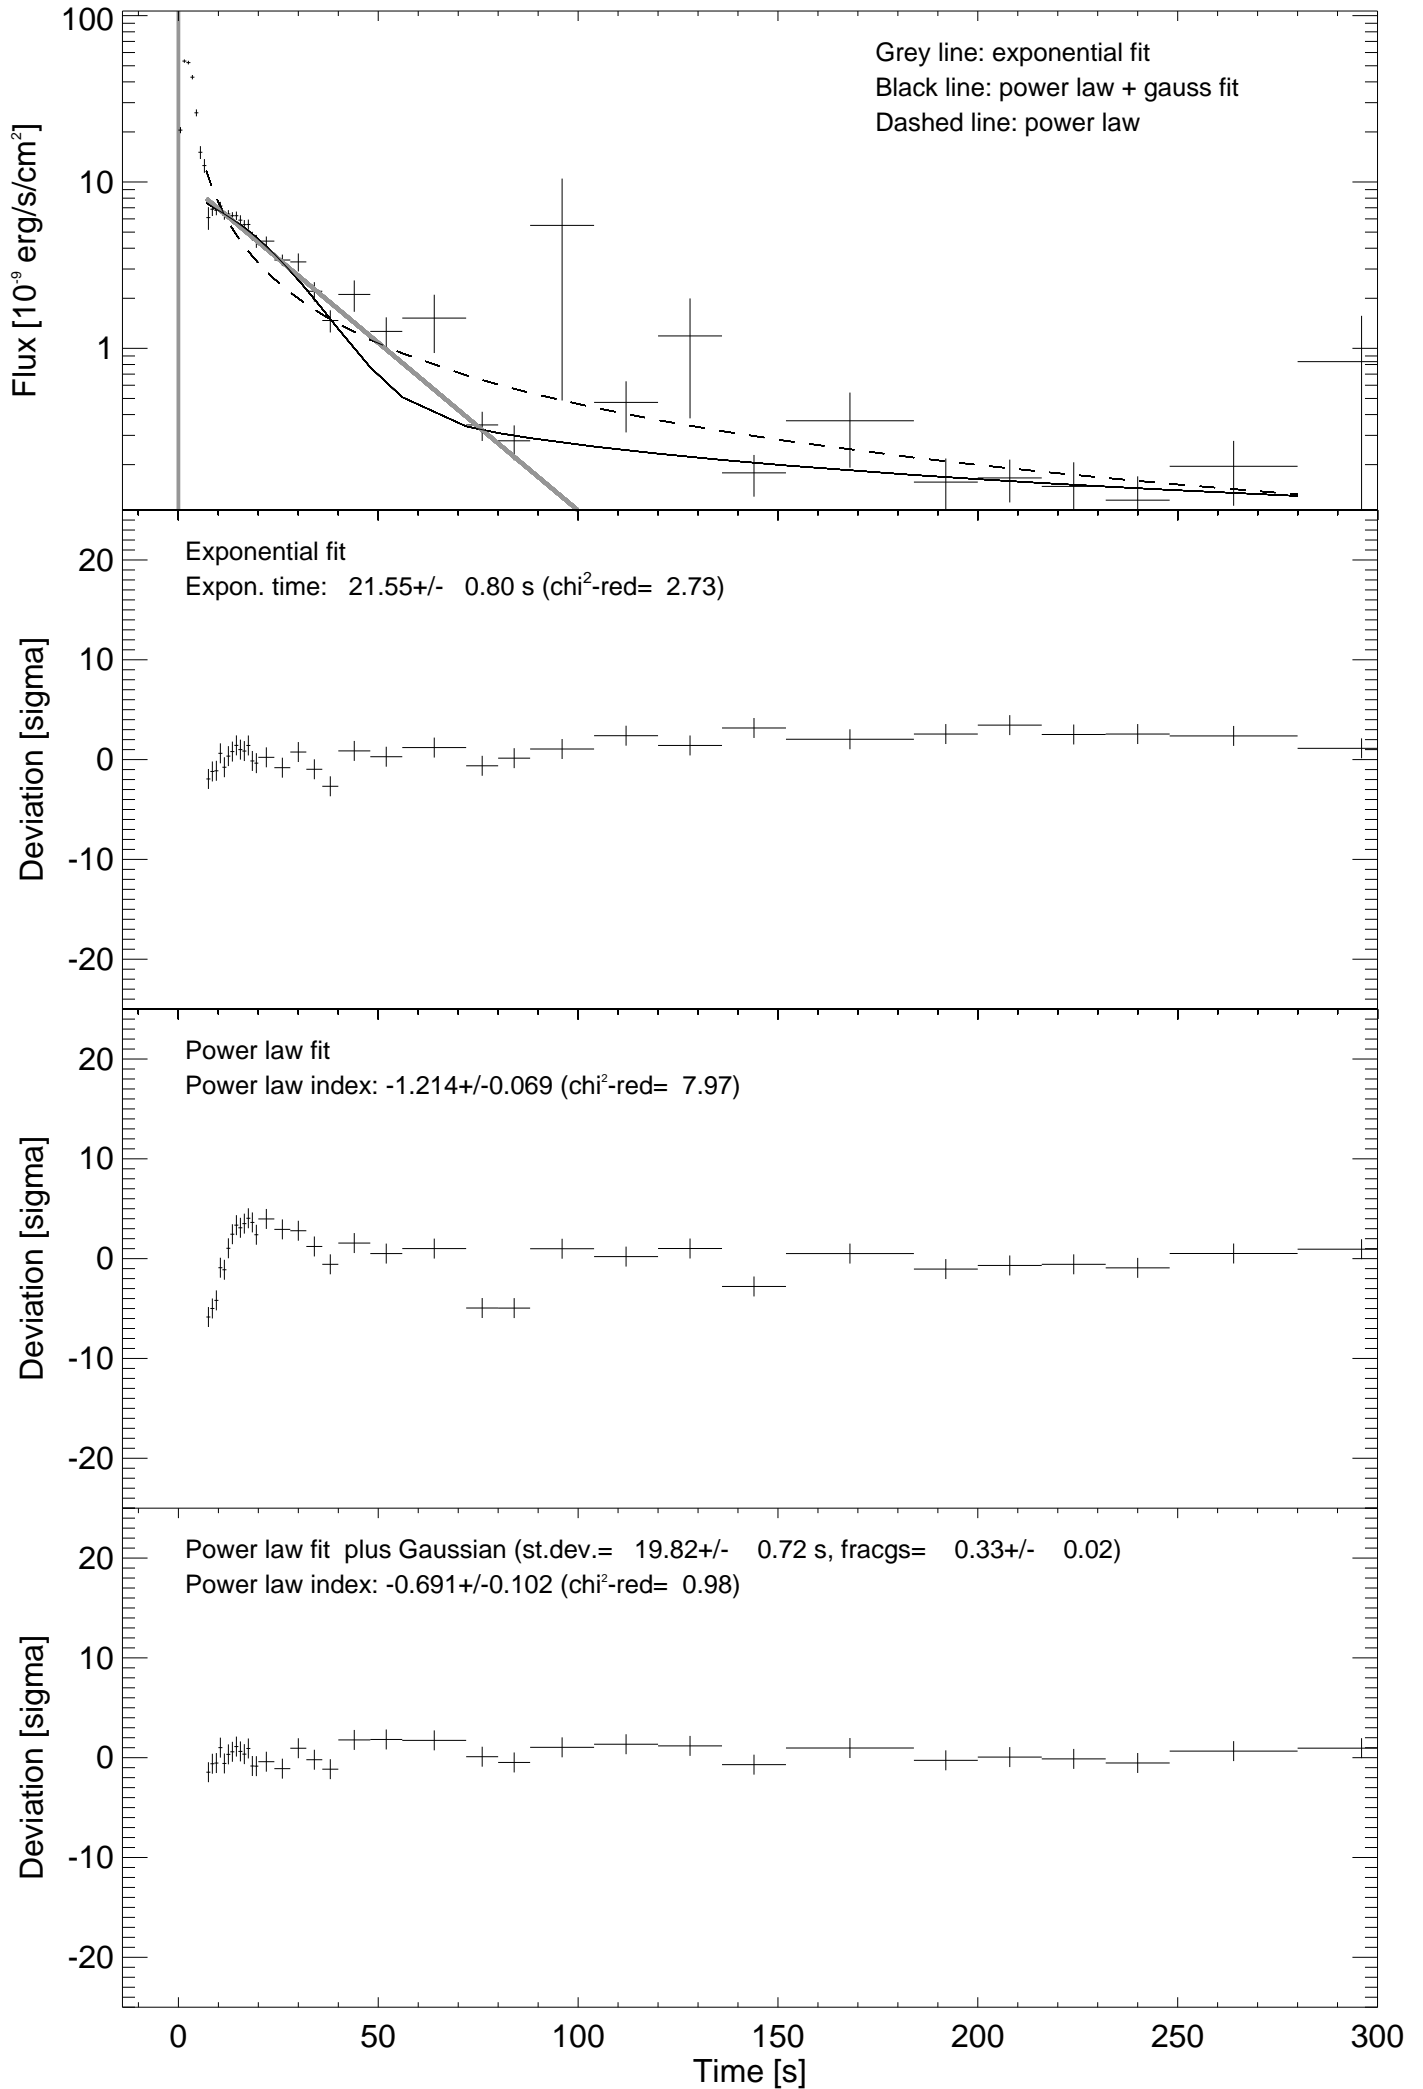 100
10
1
Flux [10⁻⁹ erg/s/cm²]
Grey line: exponential fit
Black line: power law + gauss fit
Dashed line: power law
20
10
0
-10
-20
Deviation [sigma]
Exponential fit
Expon. time: 21.55+/- 0.80 s (chi²-red= 2.73)
20
10
0
-10
-20
Deviation [sigma]
Power law fit
Power law index: -1.214+/-0.069 (chi²-red= 7.97)
20
10
0
-10
-20
Deviation [sigma]
Power law fit plus Gaussian (st.dev.= 19.82+/- 0.72 s, fracgs= 0.33+/- 0.02)
Power law index: -0.691+/-0.102 (chi²-red= 0.98)
0 50 100 150 200 250 300
Time [s]